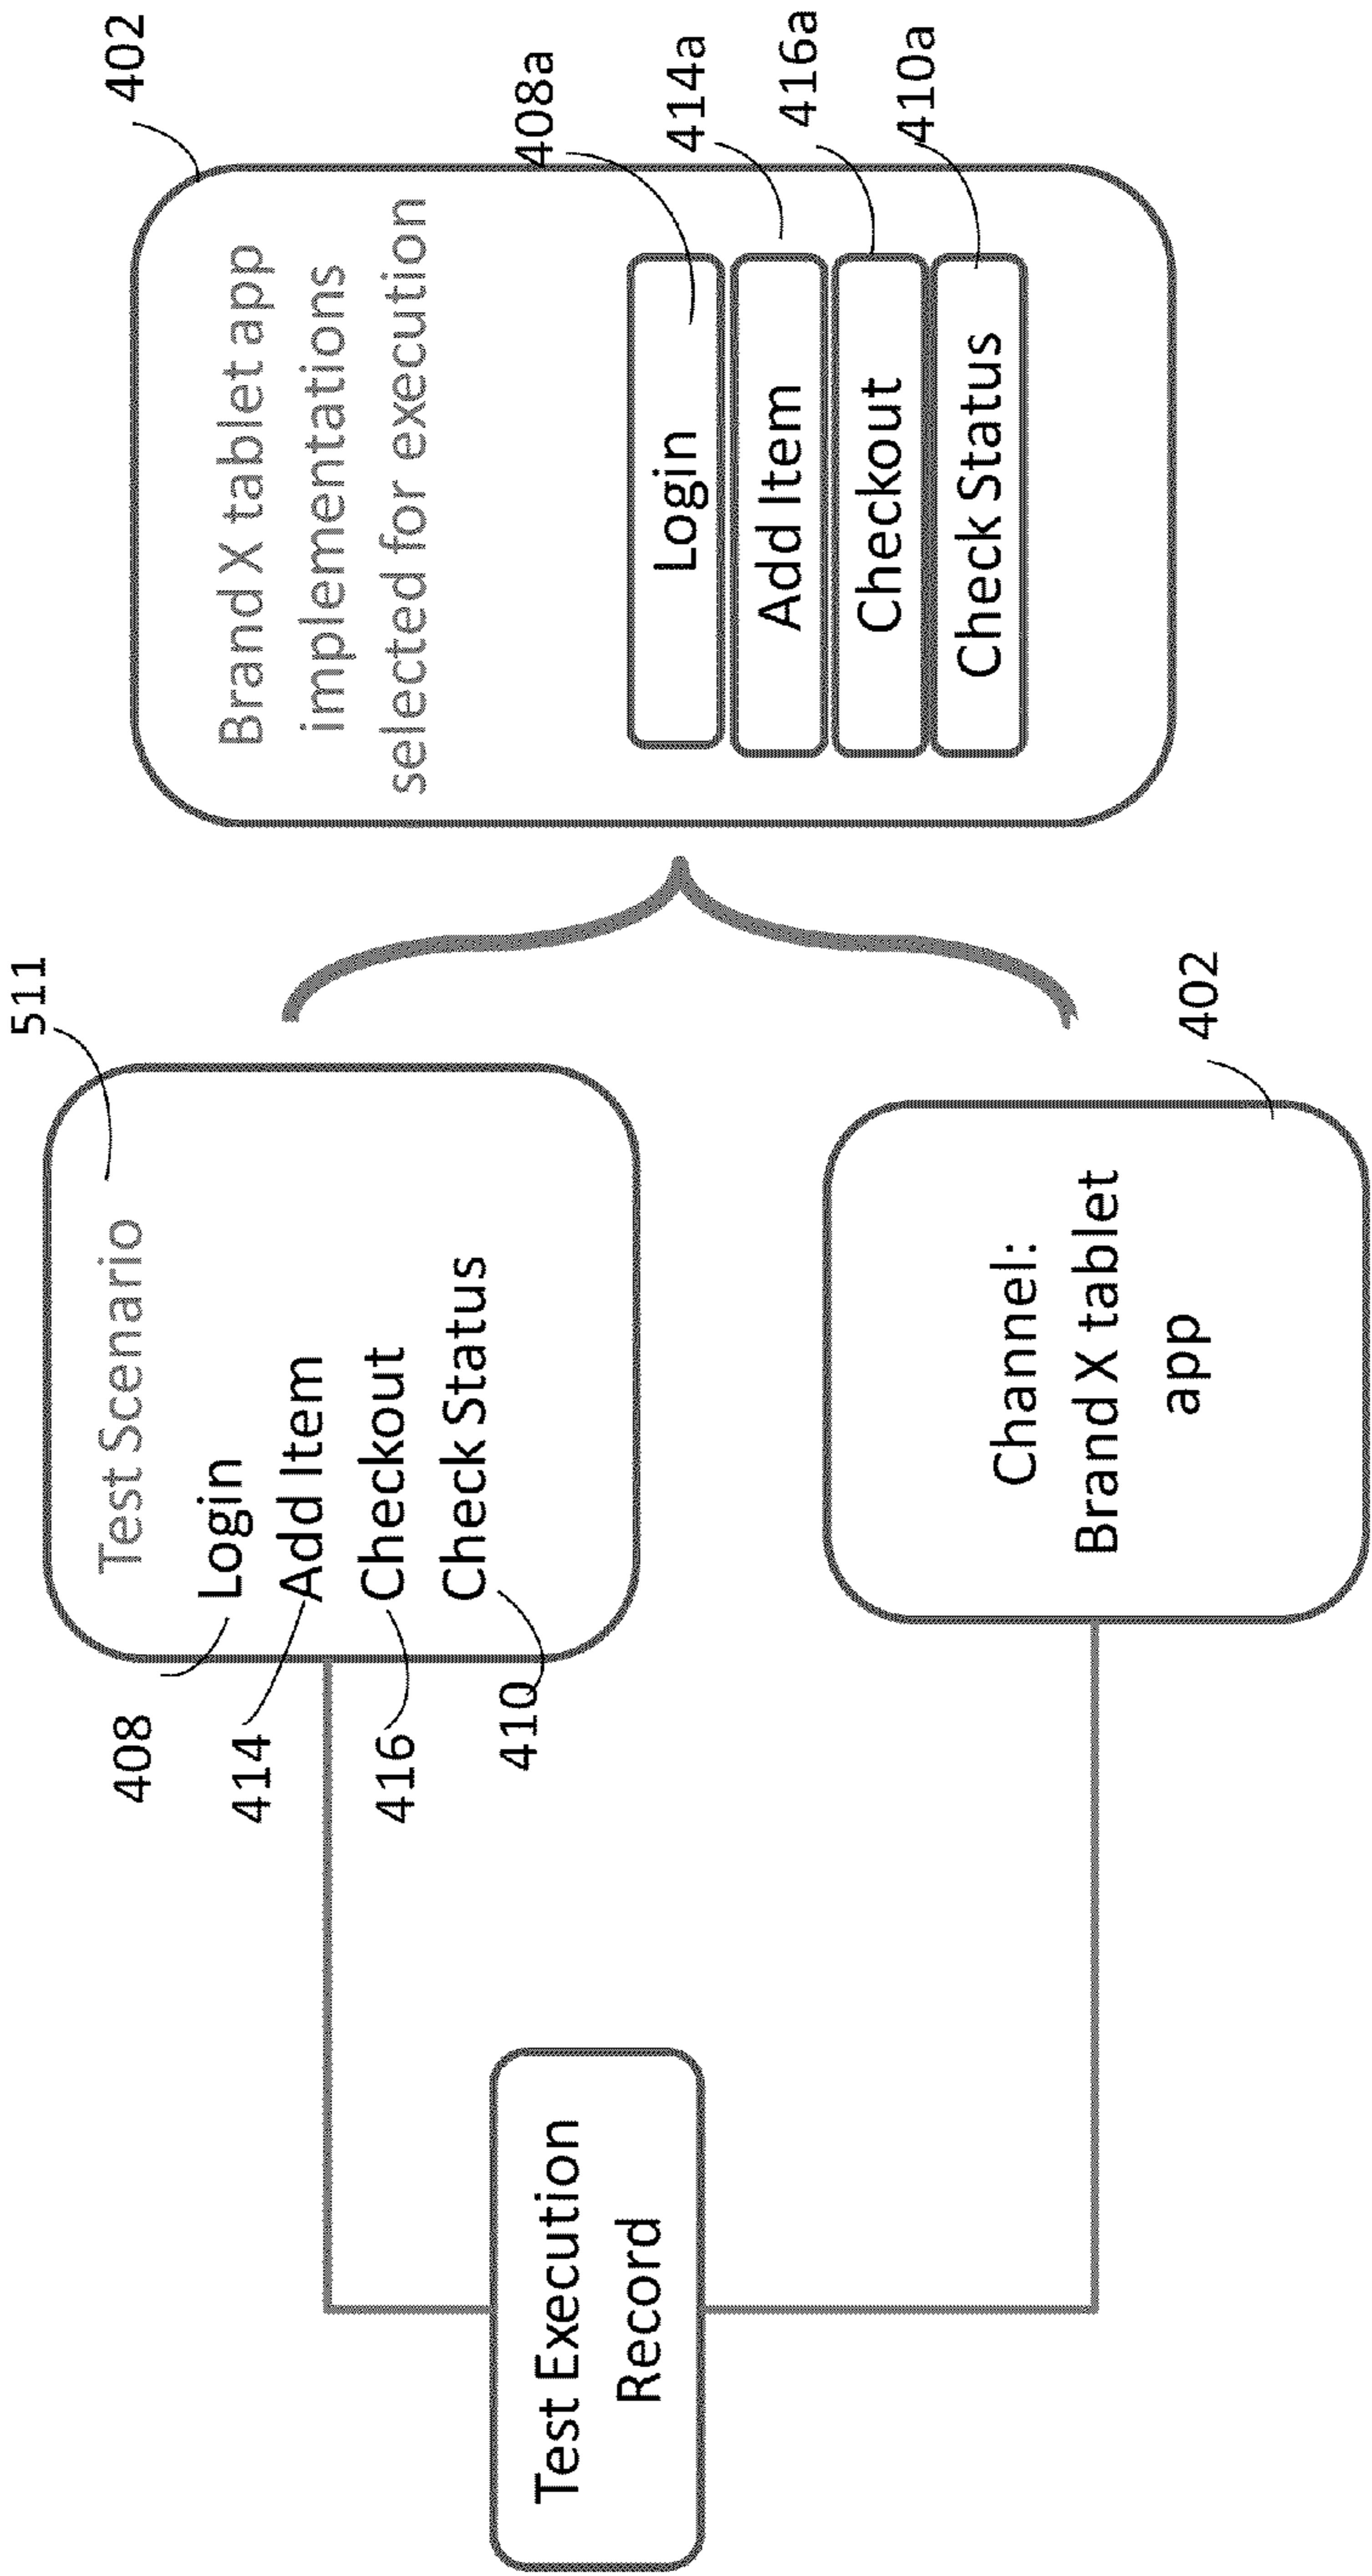 Test Execution
Record
511
Test Scenario
408
Login
414
Add Item
416
Checkout
410
Check Status
402
Channel:
Brand X tablet
app
402
Brand X tablet app
implementations
selected for execution
408a
Login
414a
Add Item
416a
Checkout
410a
Check Status